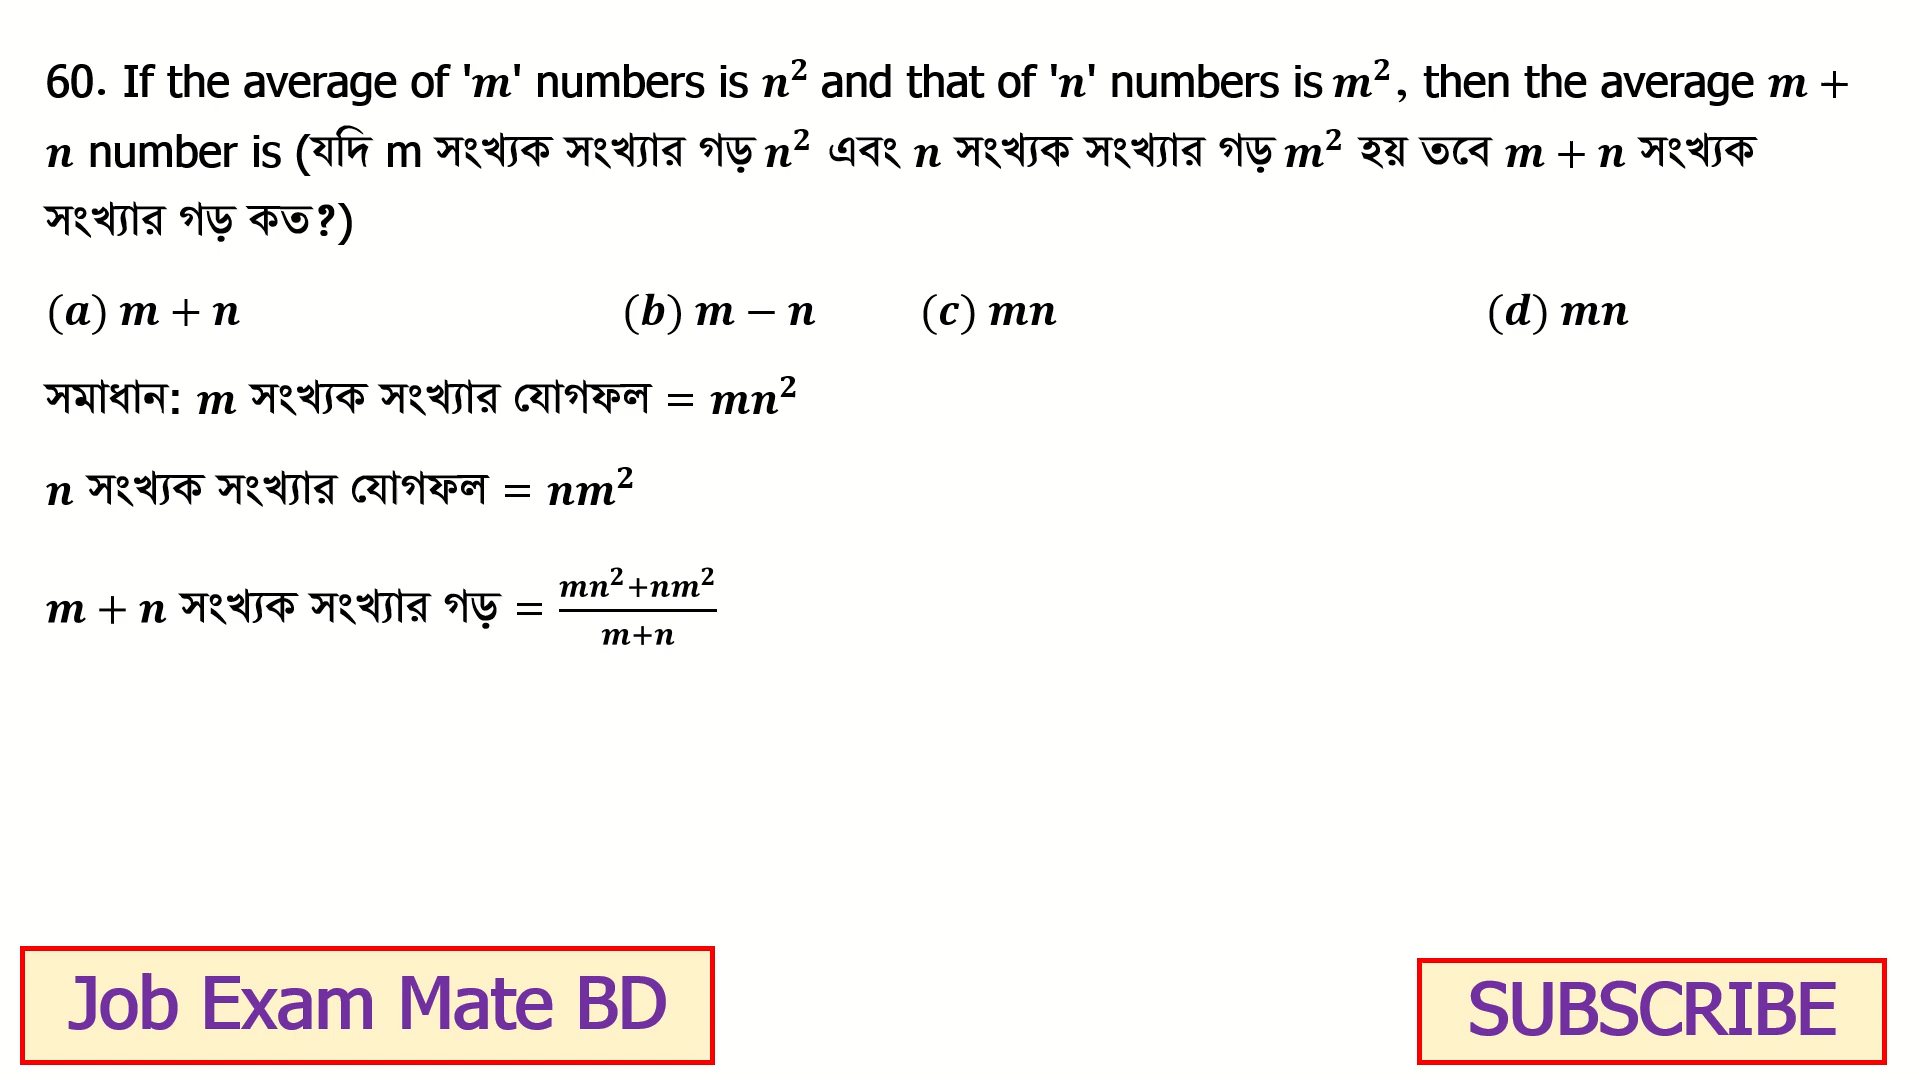 60. If the average of 'm' numbers is n² and that of 'n' numbers is m², then the average m +
n number is (যদি m সংখ্যক সংখ্যার গড় n² এবং n সংখ্যক সংখ্যার গড় m² হয় তবে m + n সংখ্যক
সংখ্যার গড় কত?)
(a) m + n (b) m − n (c) mn (d) mn
সমাধান: m সংখ্যক সংখ্যার যোগফল = mn²
n সংখ্যক সংখ্যার যোগফল = nm²
m + n সংখ্যক সংখ্যার গড় = (mn²+nm²)/(m+n)
Job Exam Mate BD
SUBSCRIBE